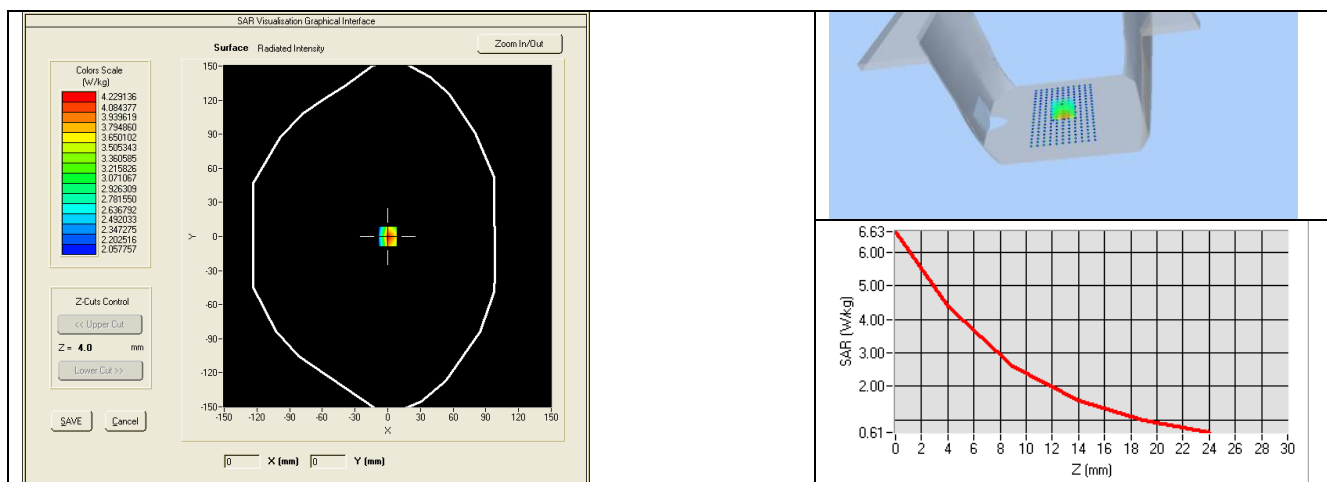 SAR Visualisation Graphical Interface
Surface Radiated Intensity
Zoom In/Out
Colors Scale
(W/kg)
4.229136
4.084377
3.939619
3.794860
3.650102
3.505343
3.360585
3.215826
3.071067
2.926309
2.781550
2.636792
2.492033
2.347275
2.202516
2.057757
Z-Cuts Control
<< Upper Cut
Z = 4.0 mm
Lower Cut >>
SAVE Cancel
150
120
90
60
30
0
-30
-60
-90
-120
-150
Y
-150 -120 -90 -60 -30 0 30 60 90 120 150
X
0 X (mm) 0 Y (mm)
6.63
6.00
5.00
4.00
3.00
2.00
0.61
SAR (W/kg)
0 2 4 6 8 10 12 14 16 18 20 22 24 26 28 30
Z (mm)